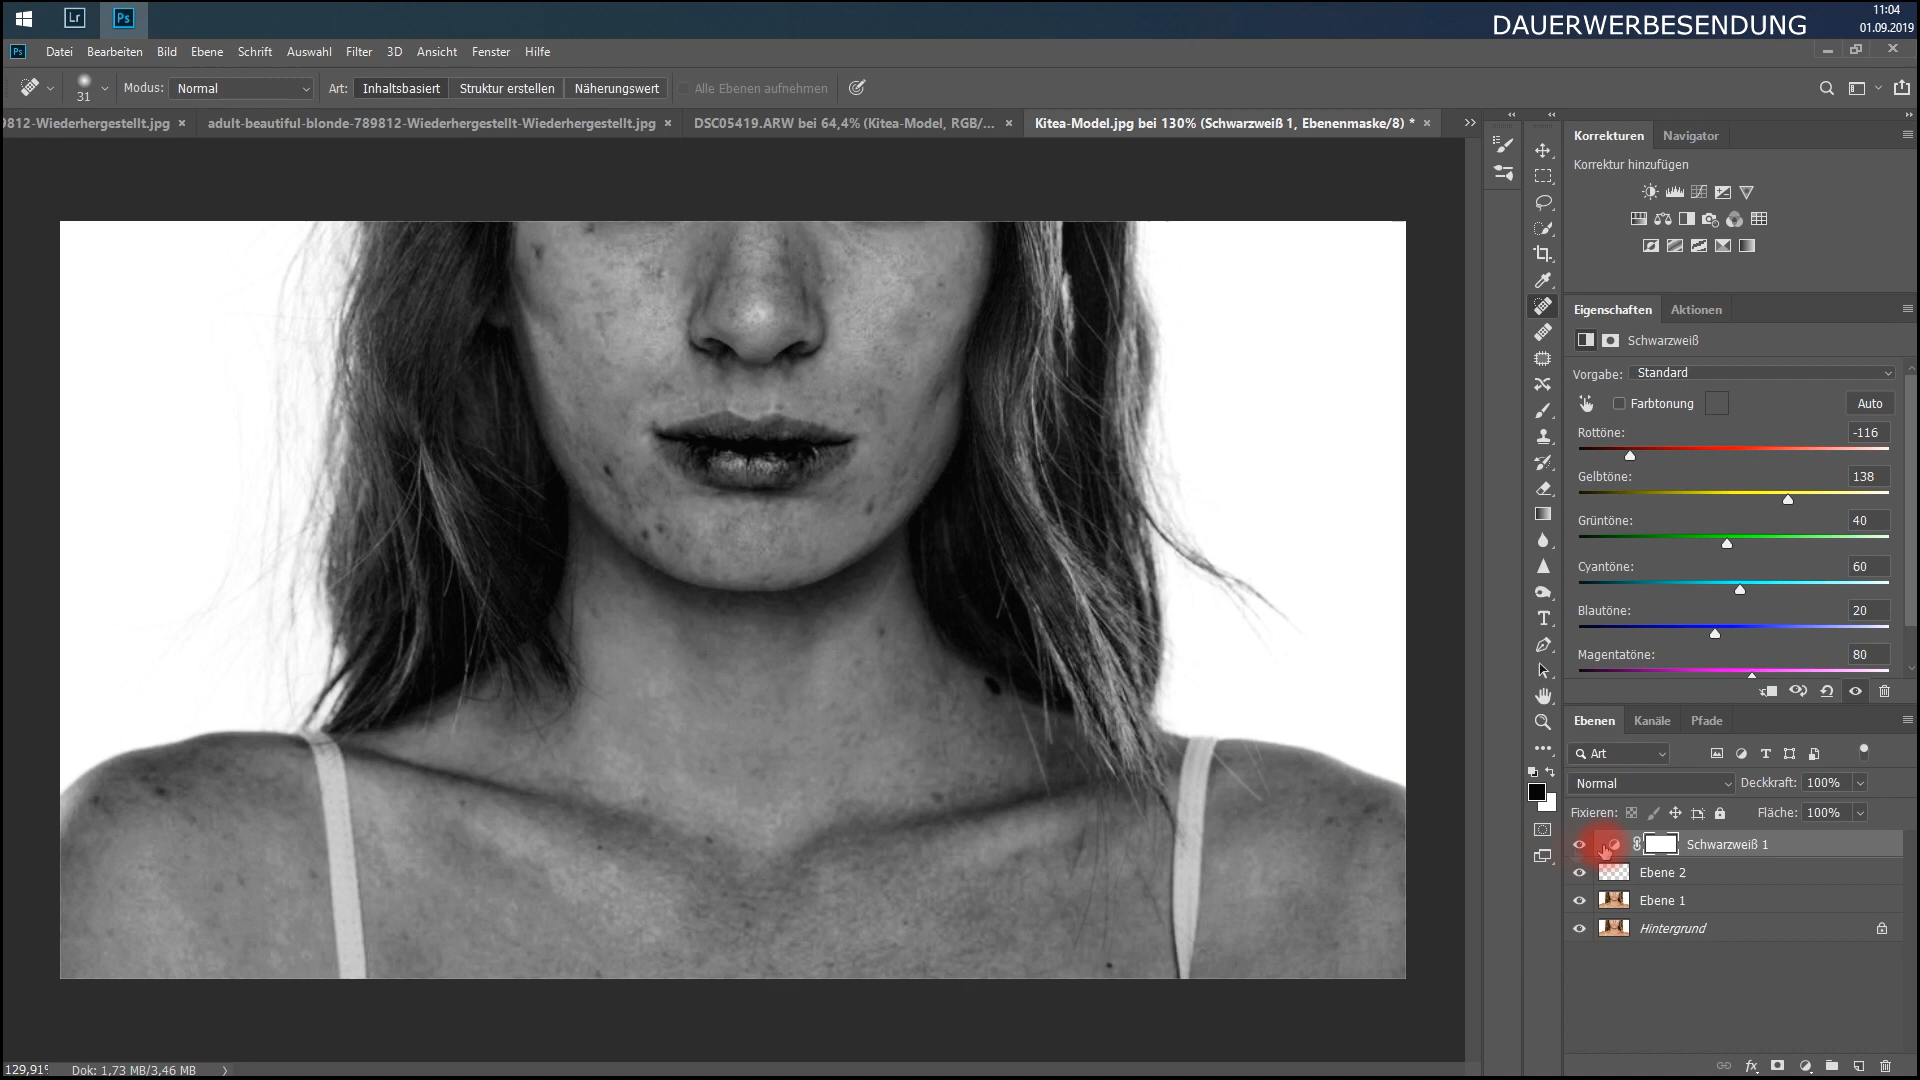 Lr
Ps
DAUERWERBESENDUNG
11:04
01.09.2019
Ps
Datei
Bearbeiten
Bild
Ebene
Schrift
Auswahl
Filter
3D
Ansicht
Fenster
Hilfe
31
Modus:
Normal
Art:
Inhaltsbasiert
Struktur erstellen
Näherungswert
Alle Ebenen aufnehmen
9812-Wiederhergestellt.jpg
adult-beautiful-blonde-789812-Wiederhergestellt-Wiederhergestellt.jpg
DSC05419.ARW bei 64,4% (Kitea-Model, RGB/...
Kitea-Model.jpg bei 130% (Schwarzweiß 1, Ebenenmaske/8) *
Korrekturen
Navigator
Korrektur hinzufügen
Eigenschaften
Aktionen
Schwarzweiß
Vorgabe:
Standard
Farbtonung
Auto
Rottöne:
-116
Gelbtöne:
138
Grüntöne:
40
Cyantöne:
60
Blautöne:
20
Magentatöne:
80
Ebenen
Kanäle
Pfade
Art
Normal
Deckkraft:
100%
Fixieren:
Fläche:
100%
Schwarzweiß 1
Ebene 2
Ebene 1
Hintergrund
129,91%
Dok: 1,73 MB/3,46 MB